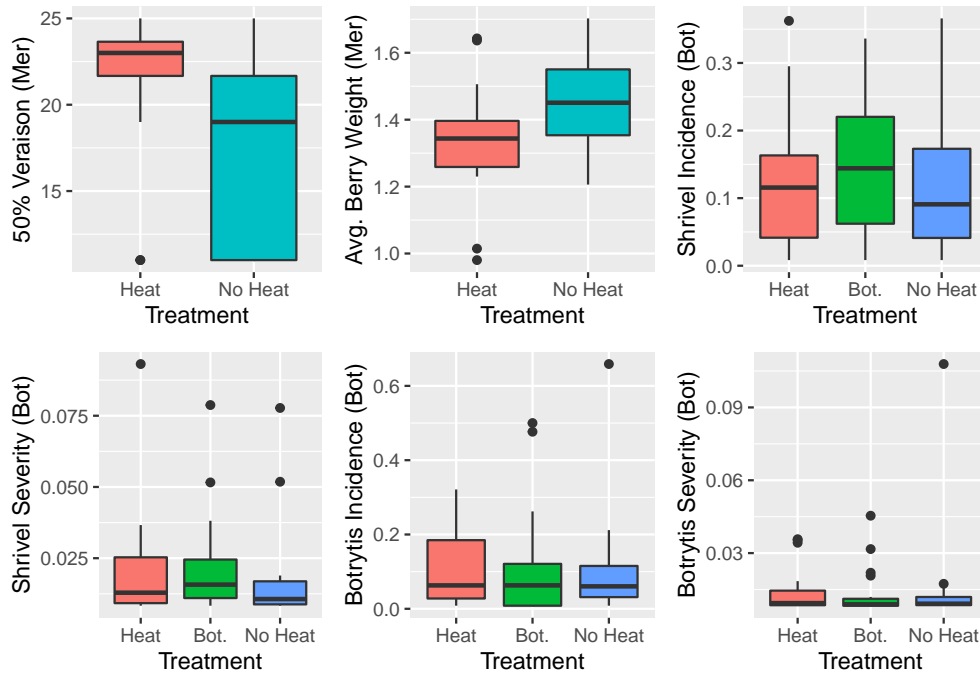 50% Veraison (Mer)
25
20
15
Heat No Heat
Treatment
Avg. Berry Weight (Mer)
1.6
1.4
1.2
1.0
Heat No Heat
Treatment
Shrivel Incidence (Bot)
0.3
0.2
0.1
0.0
Heat Bot. No Heat
Treatment
Shrivel Severity (Bot)
0.075
0.050
0.025
Heat Bot. No Heat
Treatment
Botrytis Incidence (Bot)
0.6
0.4
0.2
0.0
Heat Bot. No Heat
Treatment
Botrytis Severity (Bot)
0.09
0.06
0.03
Heat Bot. No Heat
Treatment